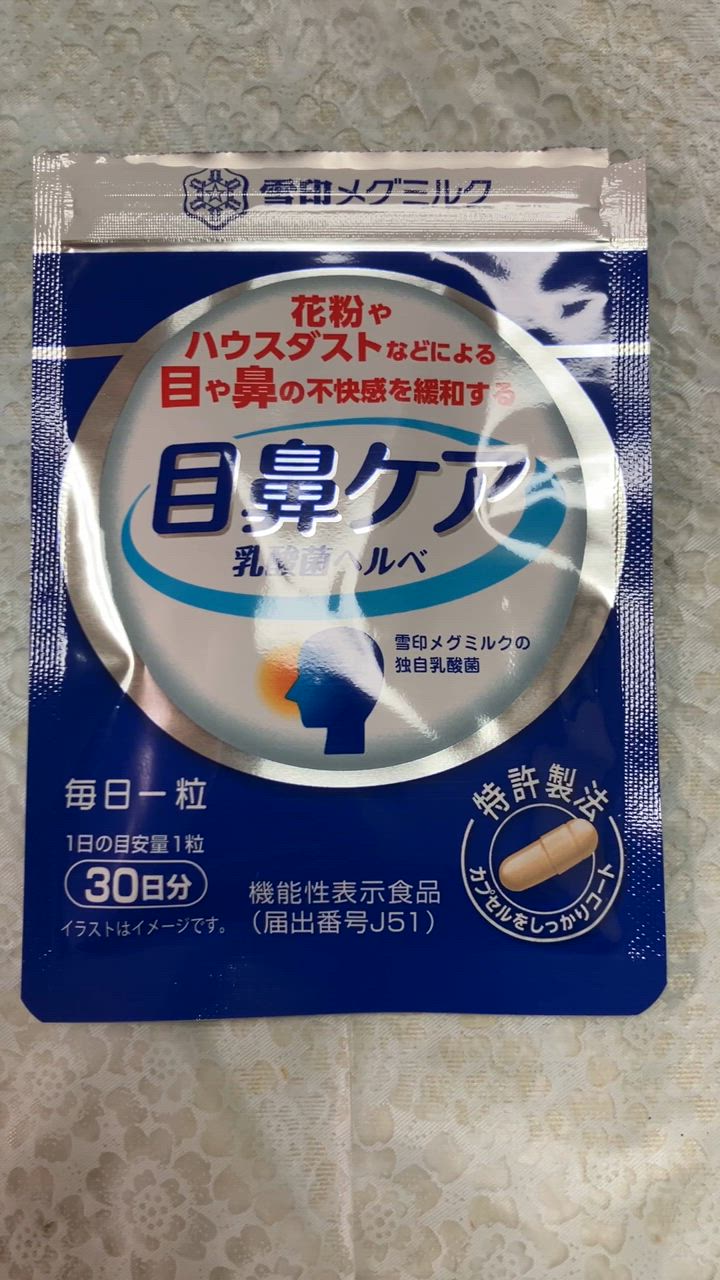 雪印メグミルク
花粉や
ハウスダストなどによる
目や鼻の不快感を緩和する
目鼻ケア
乳酸菌ヘルベ
雪印メグミルクの
独自乳酸菌
毎日一粒
1日の目安量1粒
30日分
イラストはイメージです。
機能性表示食品
(届出番号J51)
特許製法
カプセルをしっかりコート